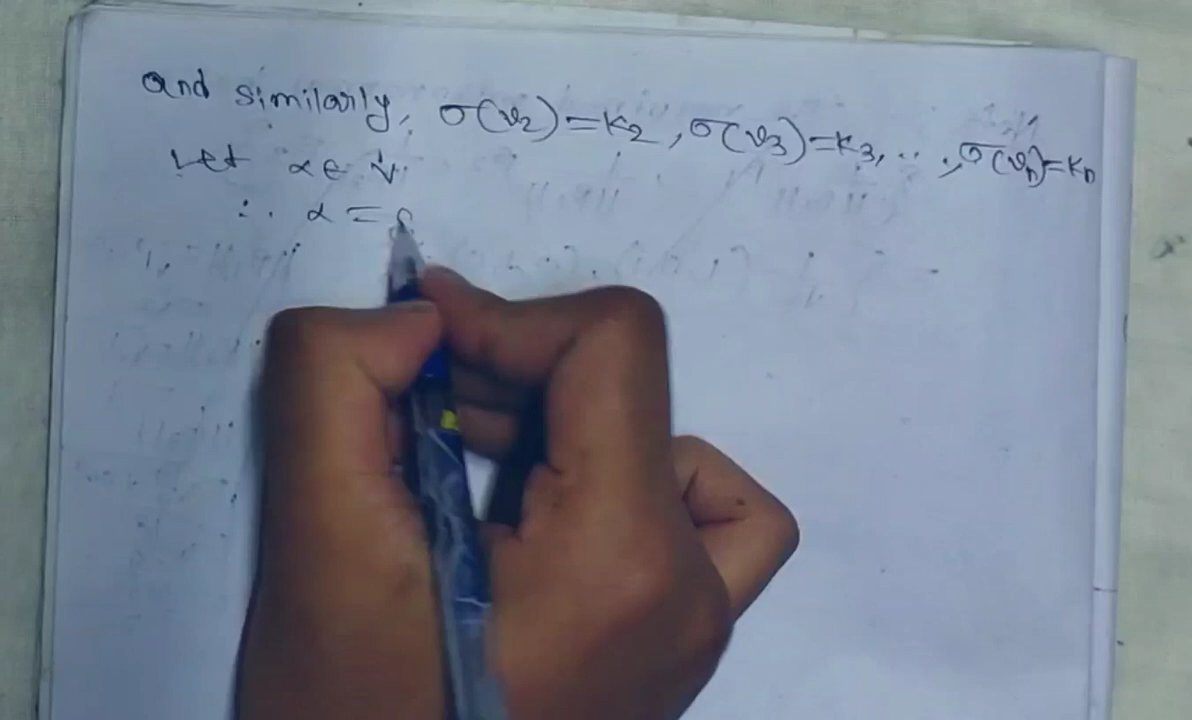 and similarly, σ(v₂)=k₂, σ(v₃)=k₃, ..., σ(vₙ)=kₙ
Let α∈V.
∴ α =